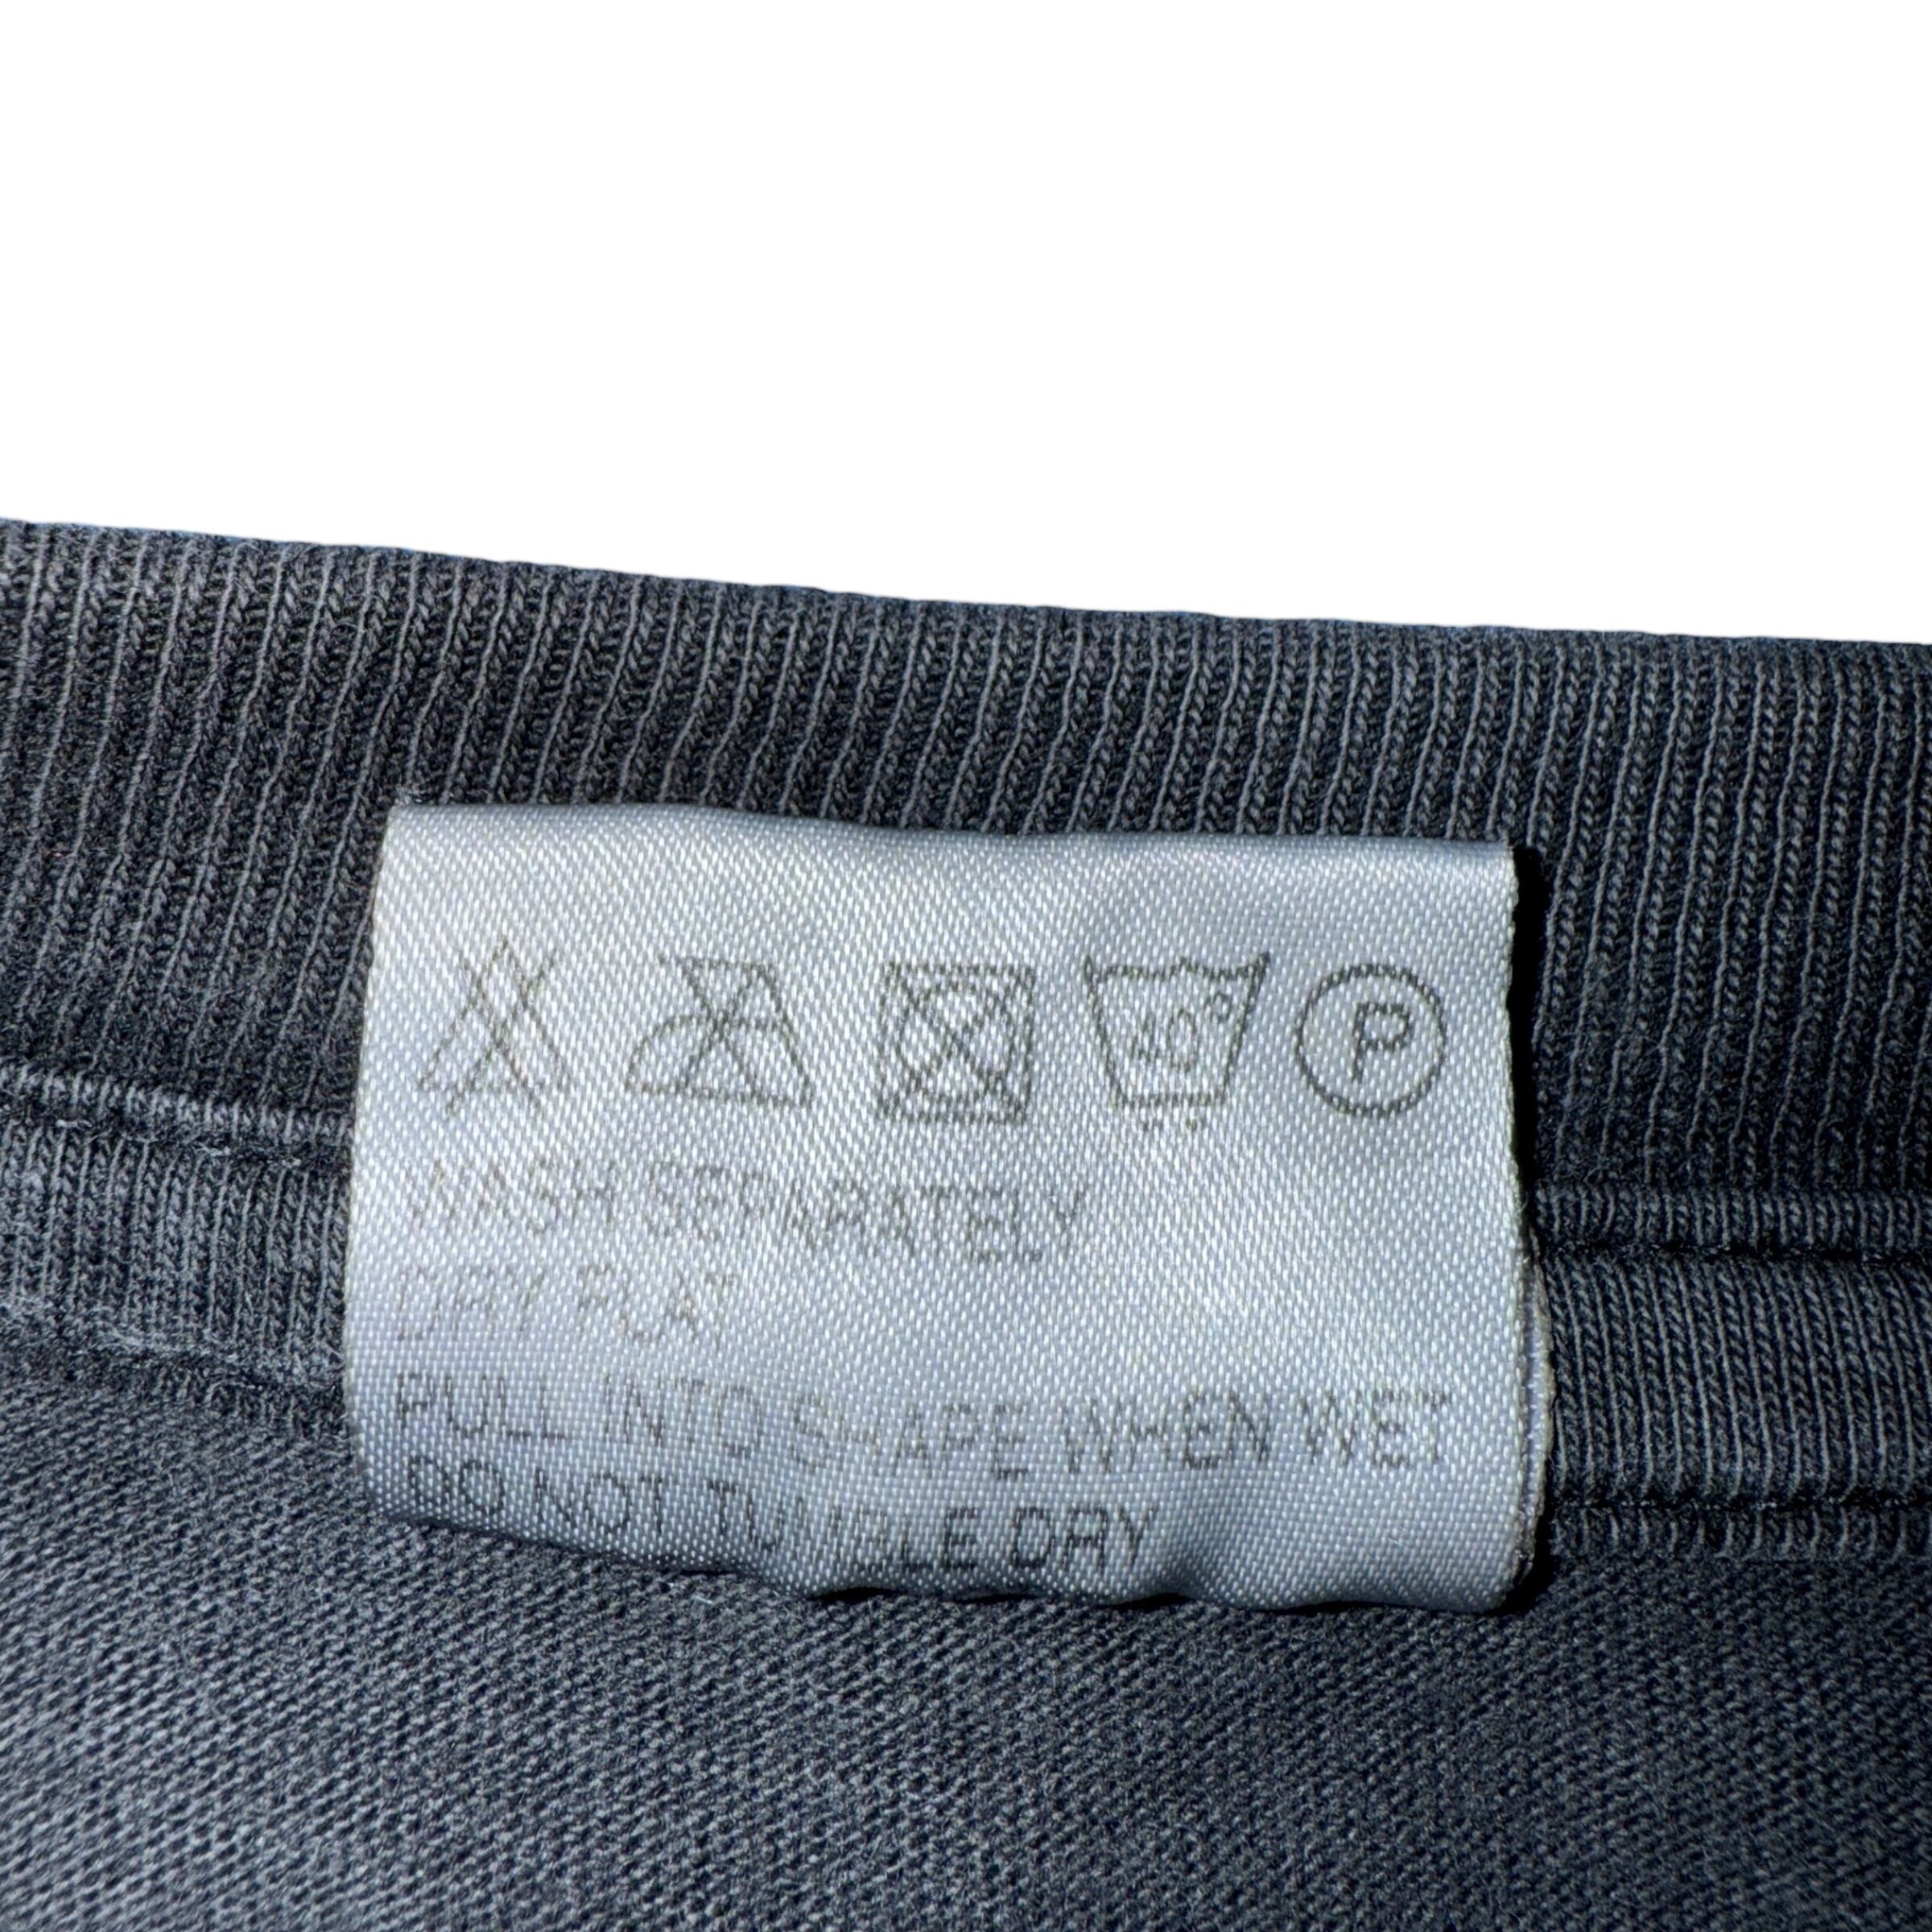 40°
P
WASH SEPARATELY
DRY FLAT
PULL INTO SHAPE WHEN WET
DO NOT TUMBLE DRY